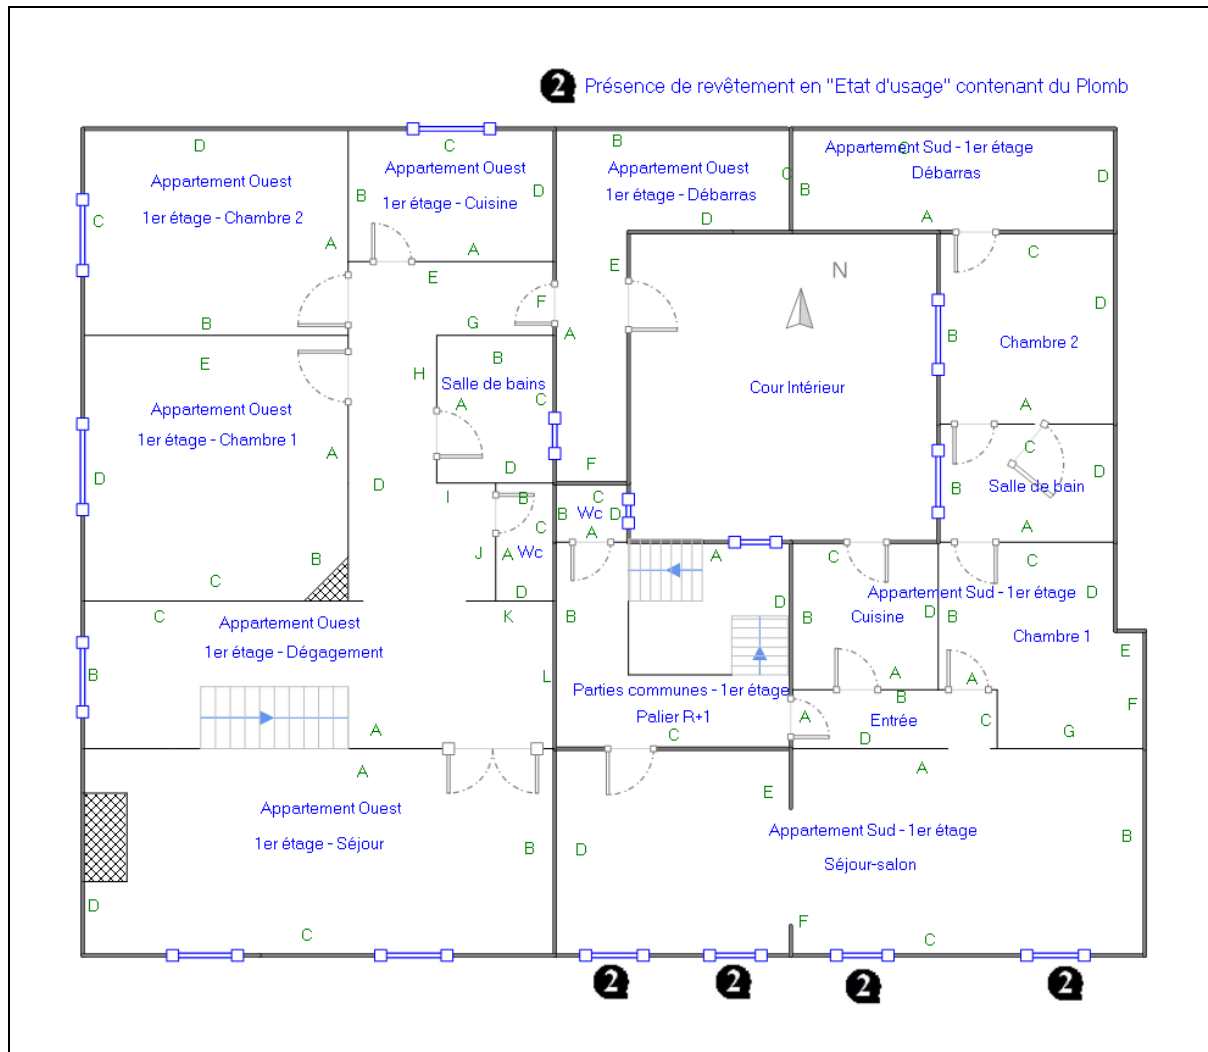 2 Présence de revêtement en "Etat d'usage" contenant du Plomb
D
C
B
C
Appartement Ouest
1er étage - Chambre 2
C
A
B
Appartement Ouest
1er étage - Cuisine
B
D
A
Appartement Ouest
1er étage - Débarras
D
E
A
F
Appartement Sud - 1er étage
Débarras
B
D
A
C
E
F
G
H
N
C
D
B
Chambre 2
A
Cour Intérieur
E
Appartement Ouest
1er étage - Chambre 1
D
A
B
C
B
Salle de bains
A
C
D
D
I
J
C
B
Salle de bain
D
A
B
A
C
Wc
D
C
B
Wc
D
A
A
B
D
C
Parties communes - 1er étage
Palier R+1
C
B
Cuisine
D
A
Appartement Sud - 1er étage
C
D
B
Chambre 1
A
E
F
G
C
K
Appartement Ouest
1er étage - Dégagement
B
L
A
A
B
Entrée
C
D
A
Appartement Ouest
1er étage - Séjour
B
D
C
A
E
B
Appartement Sud - 1er étage
Séjour-salon
D
F
C
2
2
2
2